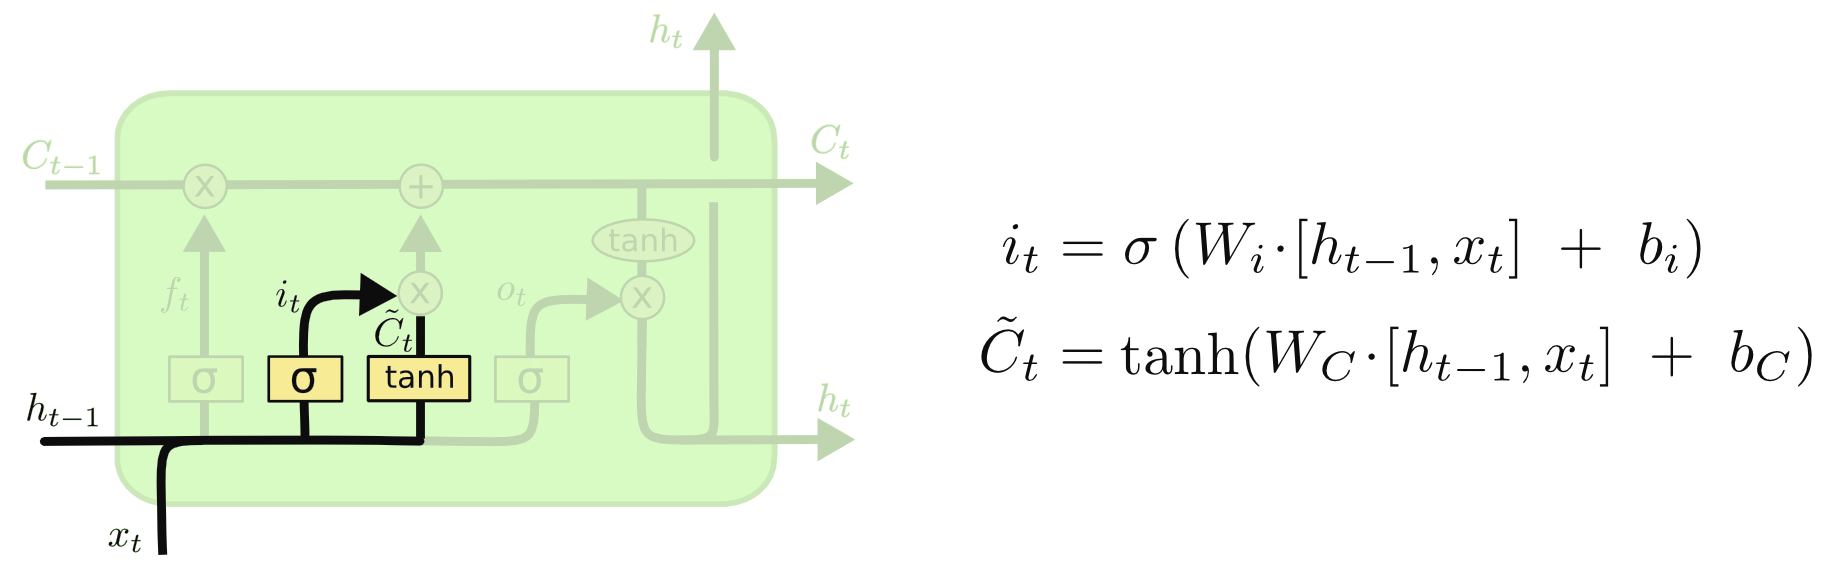 h_t
C_{t-1}
C_t
x
+
tanh
f_t
i_t
x
o_t
x
C̃_t
σ
σ
tanh
σ
h_{t-1}
h_t
x_t
i_t = σ (W_i·[h_{t-1}, x_t] + b_i)
C̃_t = tanh(W_C·[h_{t-1}, x_t] + b_C)